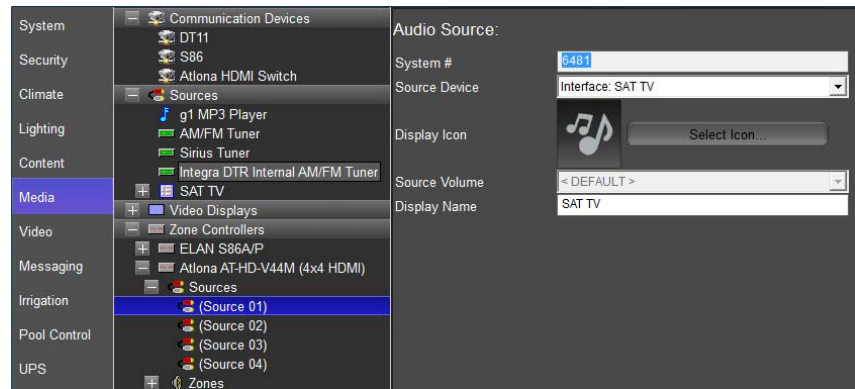 System
Security
Climate
Lighting
Content
Media
Video
Messaging
Irrigation
Pool Control
UPS
Communication Devices
DT11
S86
Atlona HDMI Switch
Sources
g1 MP3 Player
AM/FM Tuner
Sirius Tuner
Integra DTR Internal AM/FM Tuner
SAT TV
Video Displays
Zone Controllers
ELAN S86A/P
Atlona AT-HD-V44M (4x4 HDMI)
Sources
(Source 01)
(Source 02)
(Source 03)
(Source 04)
Zones
Audio Source:
System # 6481
Source Device Interface: SAT TV
Display Icon Select Icon...
Source Volume < DEFAULT >
Display Name SAT TV